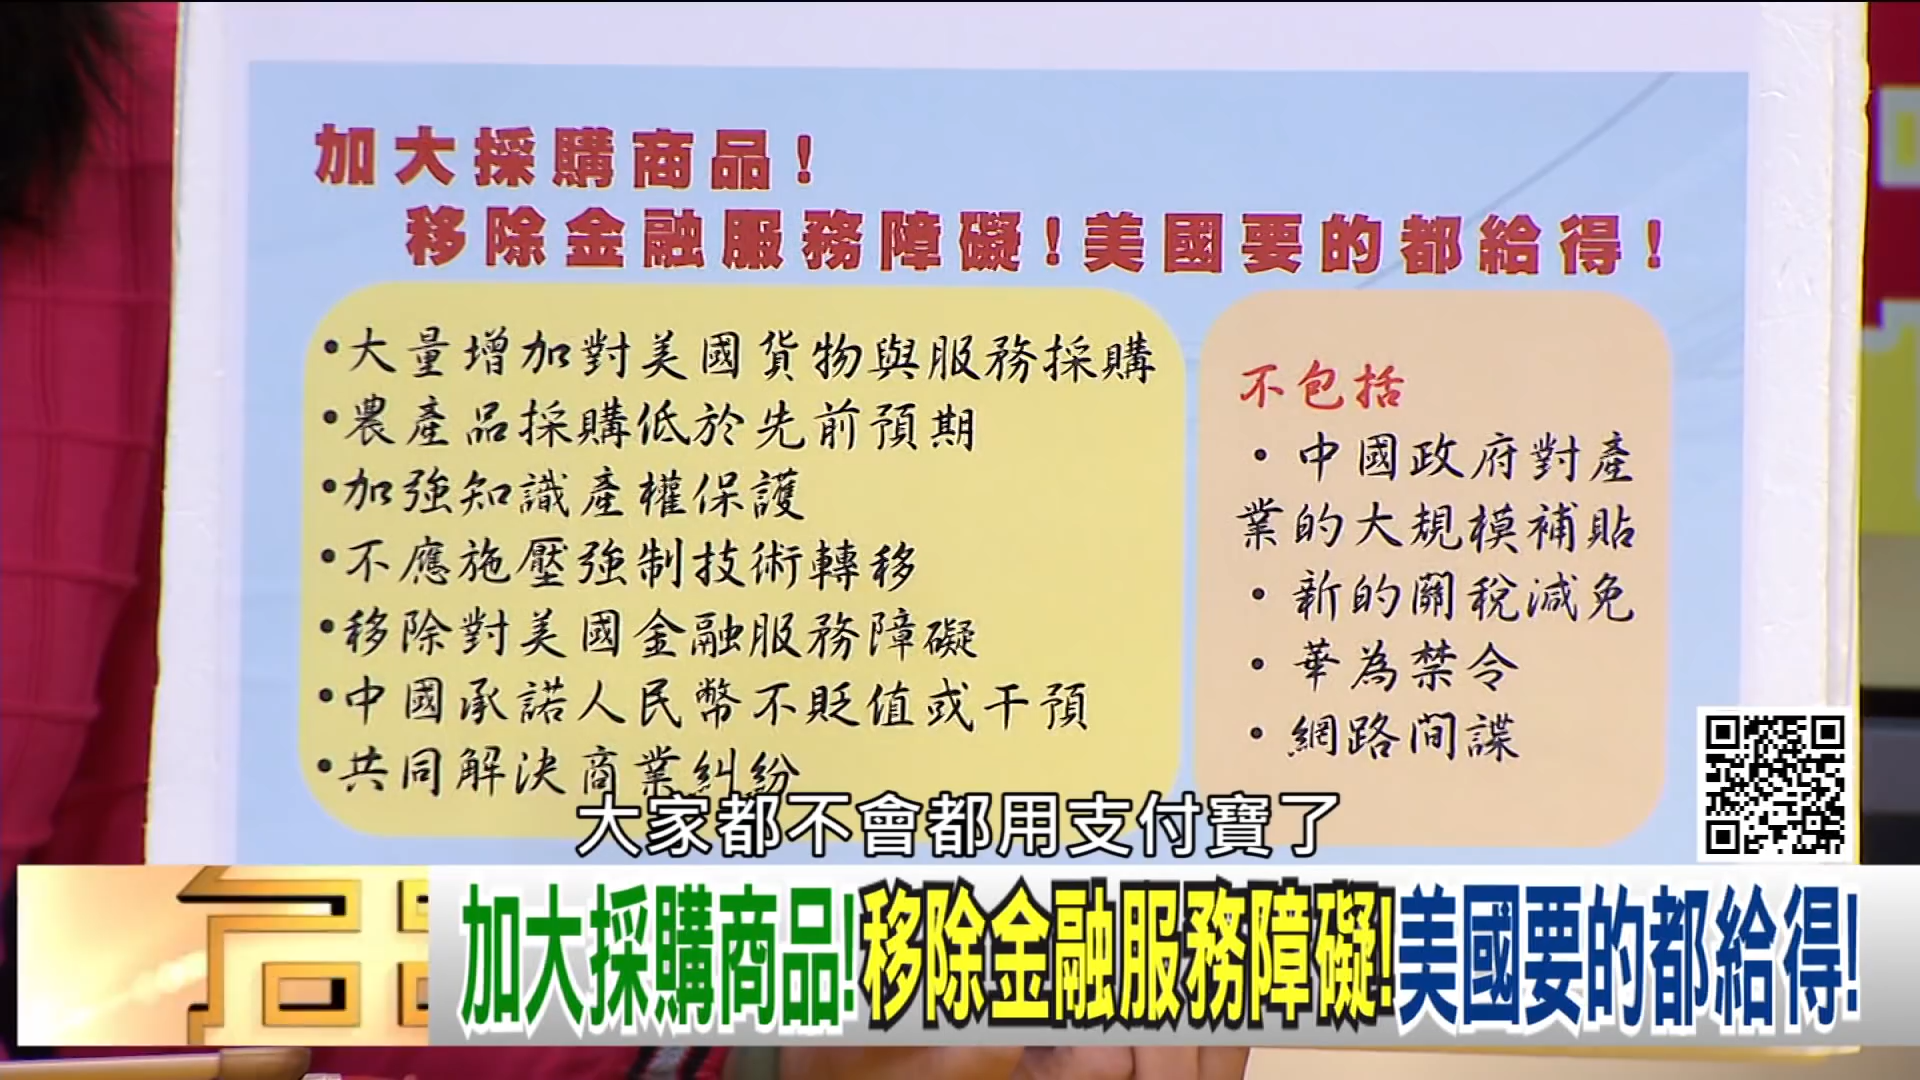 加大採購商品!
移除金融服務障礙!美國要的都給得!
•大量增加對美國貨物與服務採購
•農產品採購低於先前預期
•加強知識產權保護
•不應施壓強制技術轉移
•移除對美國金融服務障礙
•中國承諾人民幣不貶值或干預
•共同解決商業糾紛
不包括
•中國政府對產
業的大規模補貼
•新的關稅減免
•華為禁令
•網路間諜
大家都不會都用支付寶了
加大採購商品!移除金融服務障礙!美國要的都給得!